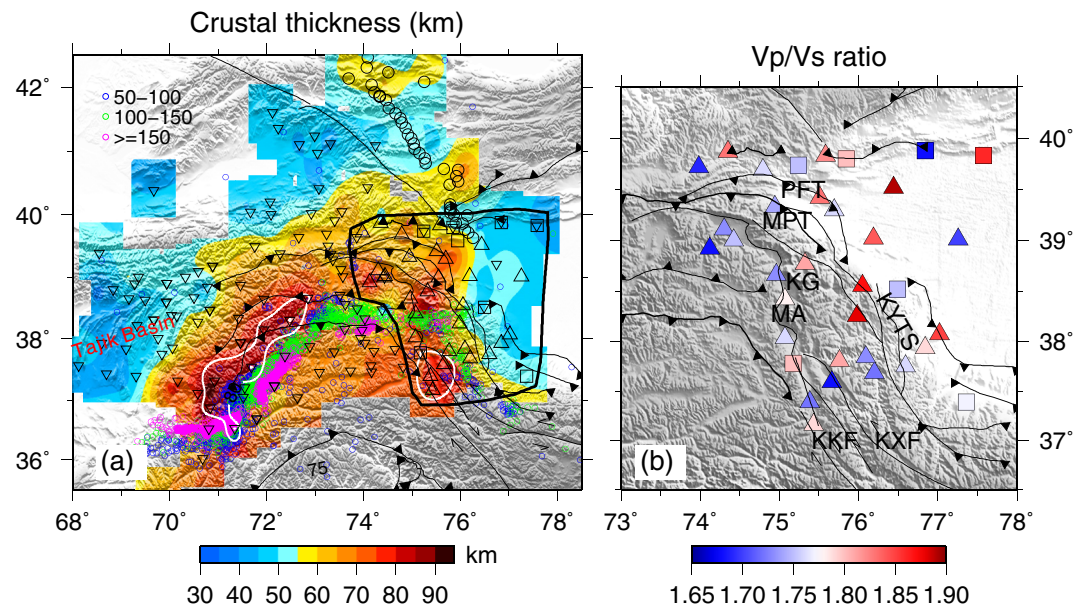 Crustal thickness (km)
42°
40°
38°
36°
50–100
100–150
>=150
Tajik Basin
75
(a)
68°
70°
72°
74°
76°
78°
km
30
40
50
60
70
80
90
Vp/Vs ratio
40°
39°
38°
37°
PFT
MPT
KG
MA
KYTS
KKF
KXF
(b)
73°
74°
75°
76°
77°
78°
1.65
1.70
1.75
1.80
1.85
1.90